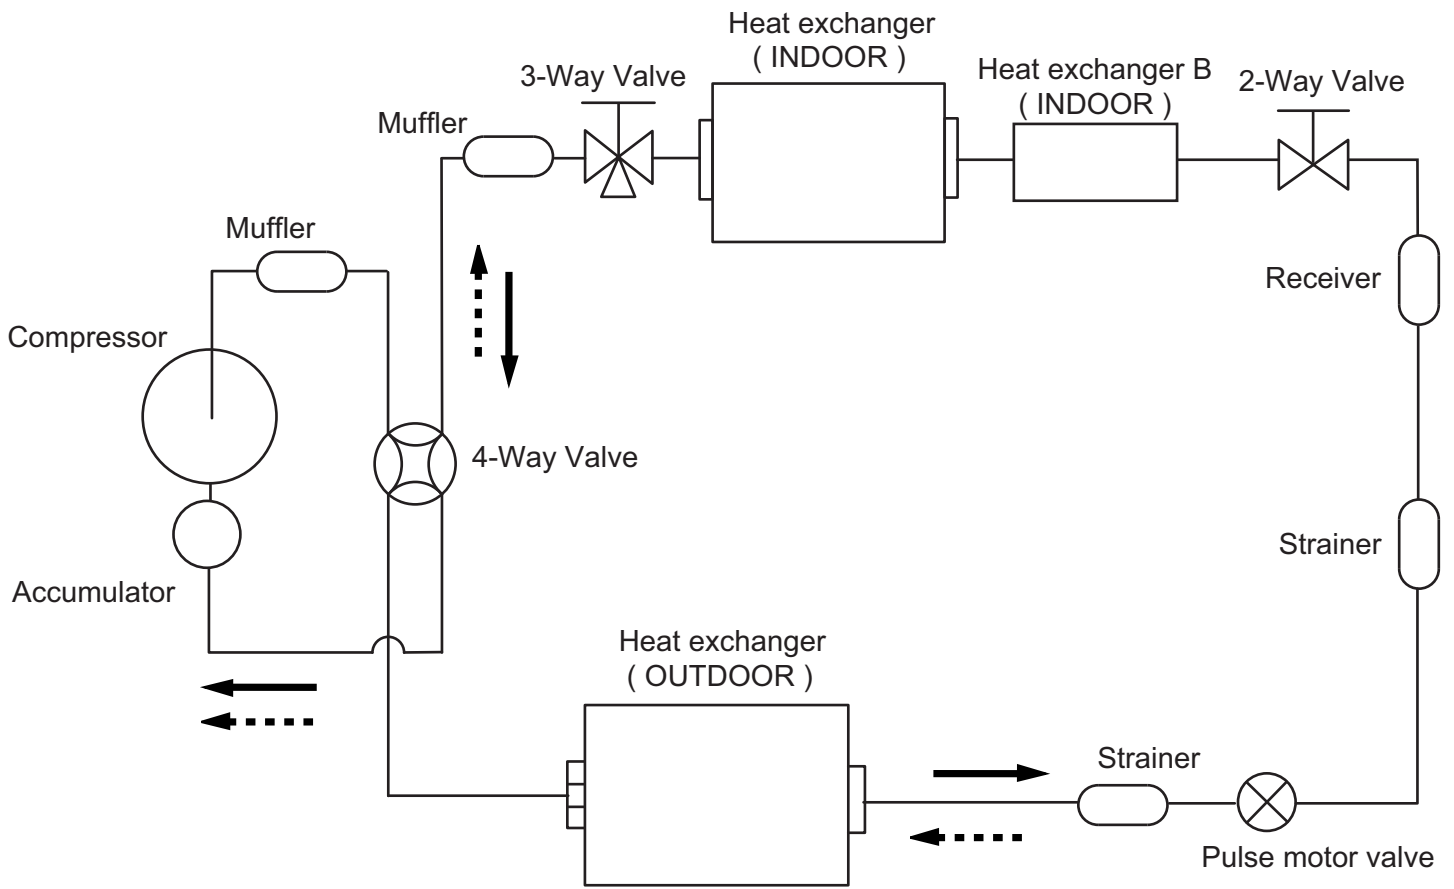 Heat exchanger
( INDOOR )
Heat exchanger B
( INDOOR )
3-Way Valve
2-Way Valve
Muffler
Muffler
Receiver
Compressor
4-Way Valve
Strainer
Accumulator
Heat exchanger
( OUTDOOR )
Strainer
Pulse motor valve